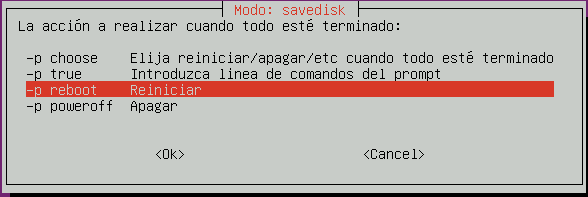 Modo: savedisk
La acción a realizar cuando todo esté terminado:
-p choose    Elija reiniciar/apagar/etc cuando todo esté terminado
-p true      Introduzca linea de comandos del prompt
-p reboot    Reiniciar
-p poweroff  Apagar
<Ok>    <Cancel>